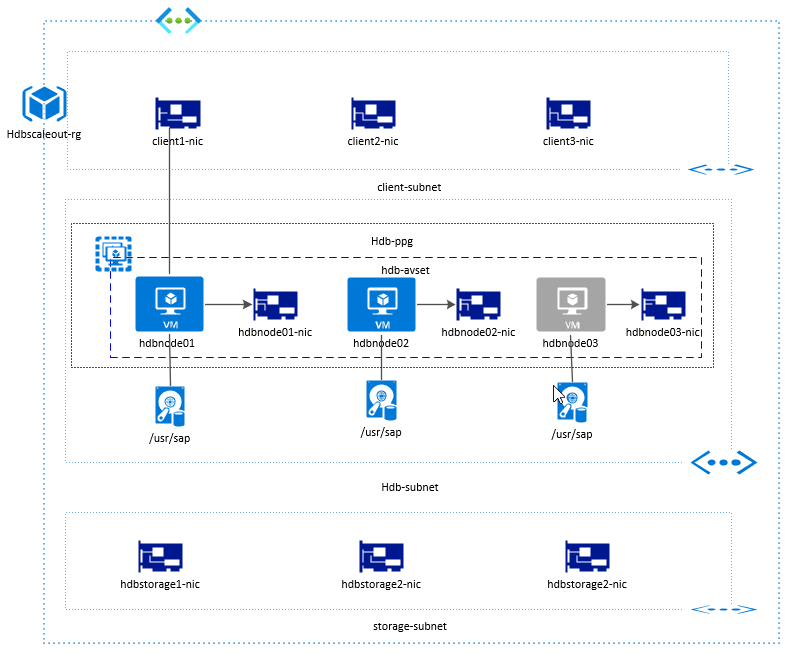 Hdbscaleout-rg
client1-nic
client2-nic
client3-nic
client-subnet
Hdb-ppg
hdb-avset
VM
VM
VM
hdbnode01
hdbnode01-nic
hdbnode02
hdbnode02-nic
hdbnode03
hdbnode03-nic
/usr/sap
/usr/sap
/usr/sap
Hdb-subnet
hdbstorage1-nic
hdbstorage2-nic
hdbstorage2-nic
storage-subnet